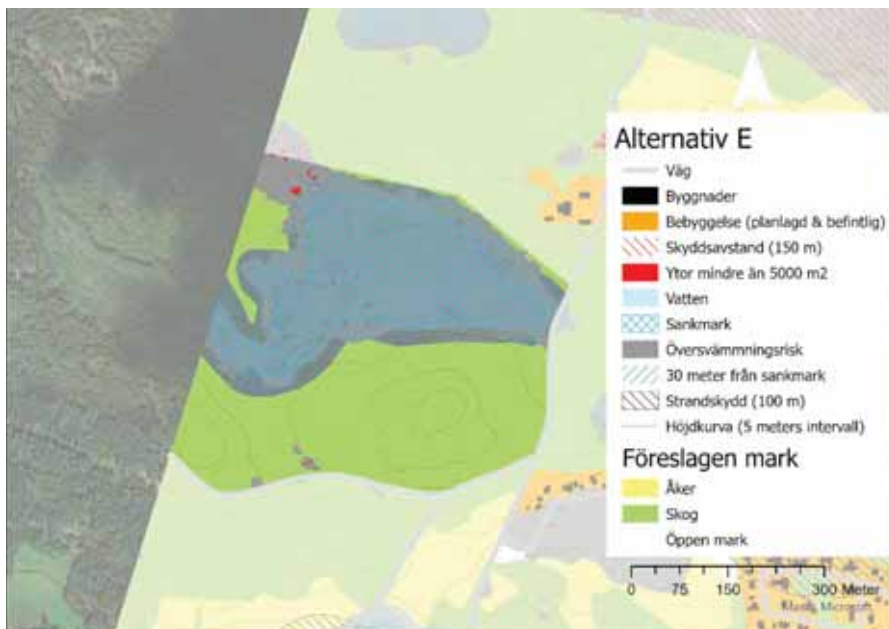 Alternativ E
Väg
Byggnader
Bebyggelse (planlagd & befintlig)
Skyddsavstand (150 m)
Ytor mindre än 5000 m2
Vatten
Sankmark
Översvämmningsrisk
30 meter från sankmark
Strandskydd (100 m)
Höjdkurva (5 meters intervall)
Föreslagen mark
Åker
Skog
Öppen mark
0 75 150 300 Meter
Microsoft